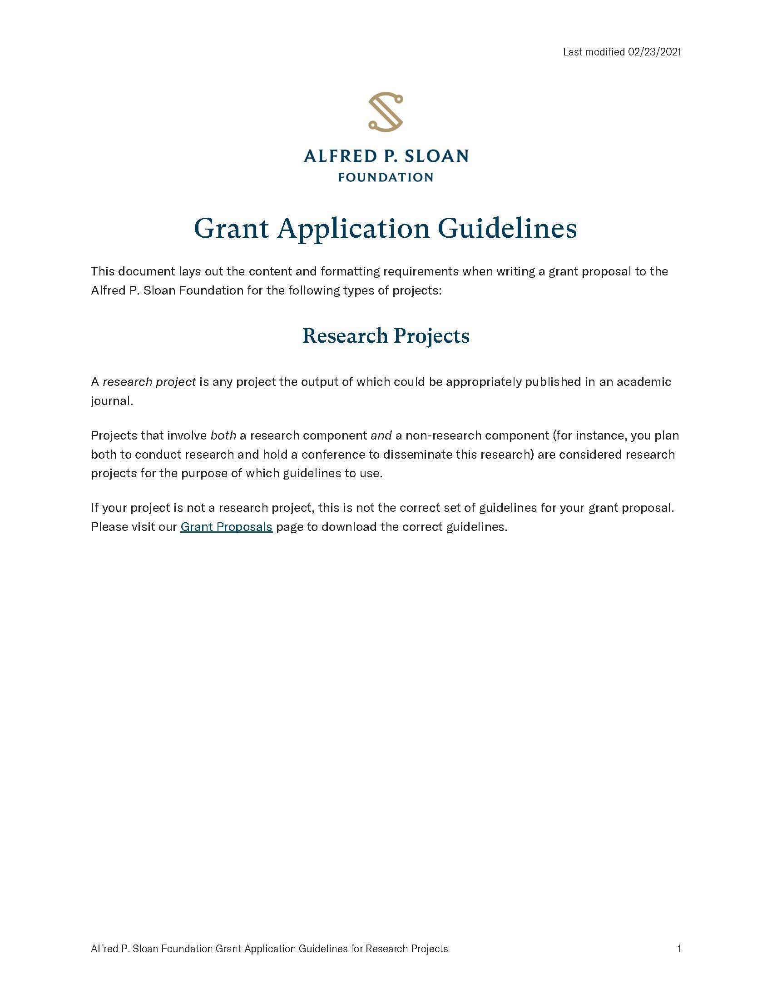 Last modified 02/23/2021
ALFRED P. SLOAN
FOUNDATION
Grant Application Guidelines
This document lays out the content and formatting requirements when writing a grant proposal to the
Alfred P. Sloan Foundation for the following types of projects:
Research Projects
A research project is any project the output of which could be appropriately published in an academic
journal.
Projects that involve both a research component and a non-research component (for instance, you plan
both to conduct research and hold a conference to disseminate this research) are considered research
projects for the purpose of which guidelines to use.
If your project is not a research project, this is not the correct set of guidelines for your grant proposal.
Please visit our Grant Proposals page to download the correct guidelines.
Alfred P. Sloan Foundation Grant Application Guidelines for Research Projects 1